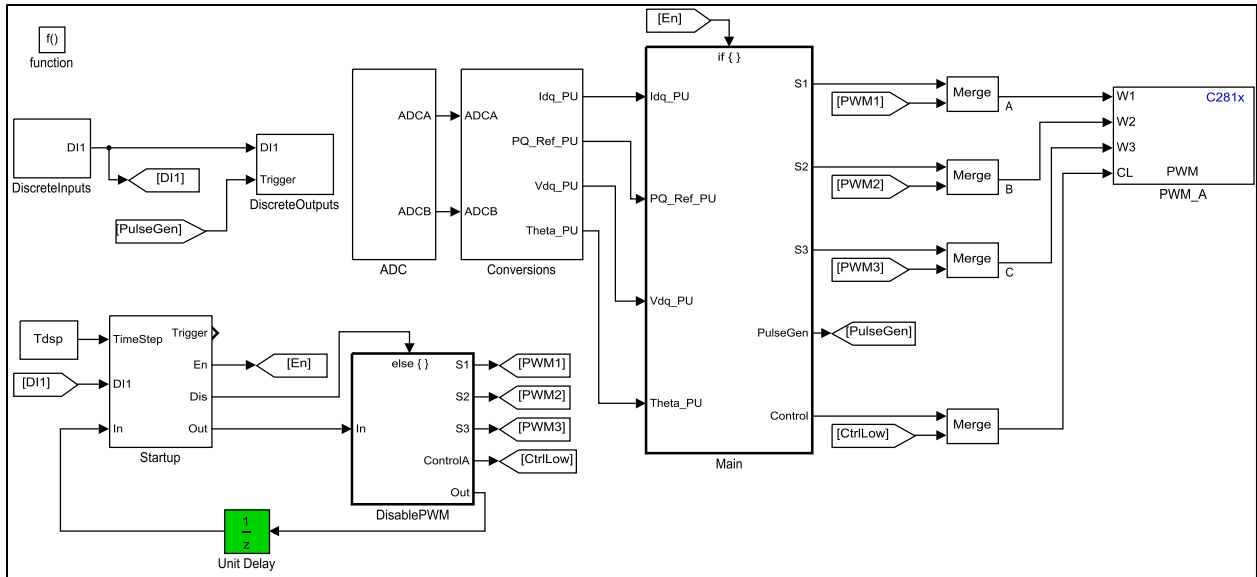 f()
function
DI1
DiscreteInputs
[DI1]
[PulseGen]
DI1
Trigger
DiscreteOutputs
ADCA
ADCB
ADC
ADCA
ADCB
Idq_PU
PQ_Ref_PU
Vdq_PU
Theta_PU
Conversions
[En]
if { }
Idq_PU
PQ_Ref_PU
Vdq_PU
Theta_PU
S1
S2
S3
PulseGen
Control
Main
[PWM1]
[PWM2]
[PWM3]
[PulseGen]
[CtrlLow]
Merge
A
Merge
B
Merge
C
Merge
W1
W2
W3
CL
C281x
PWM
PWM_A
Tdsp
[DI1]
TimeStep
DI1
In
Trigger
En
Dis
Out
Startup
[En]
else { }
In
S1
S2
S3
ControlA
Out
DisablePWM
[PWM1]
[PWM2]
[PWM3]
[CtrlLow]
1
z
Unit Delay